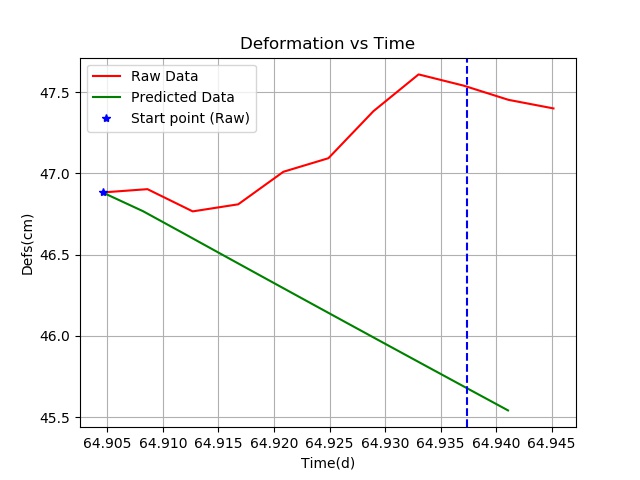 Deformation vs Time
Raw Data
Predicted Data
Start point (Raw)
47.5
47.0
46.5
46.0
45.5
Defs(cm)
64.905 64.910 64.915 64.920 64.925 64.930 64.935 64.940 64.945
Time(d)